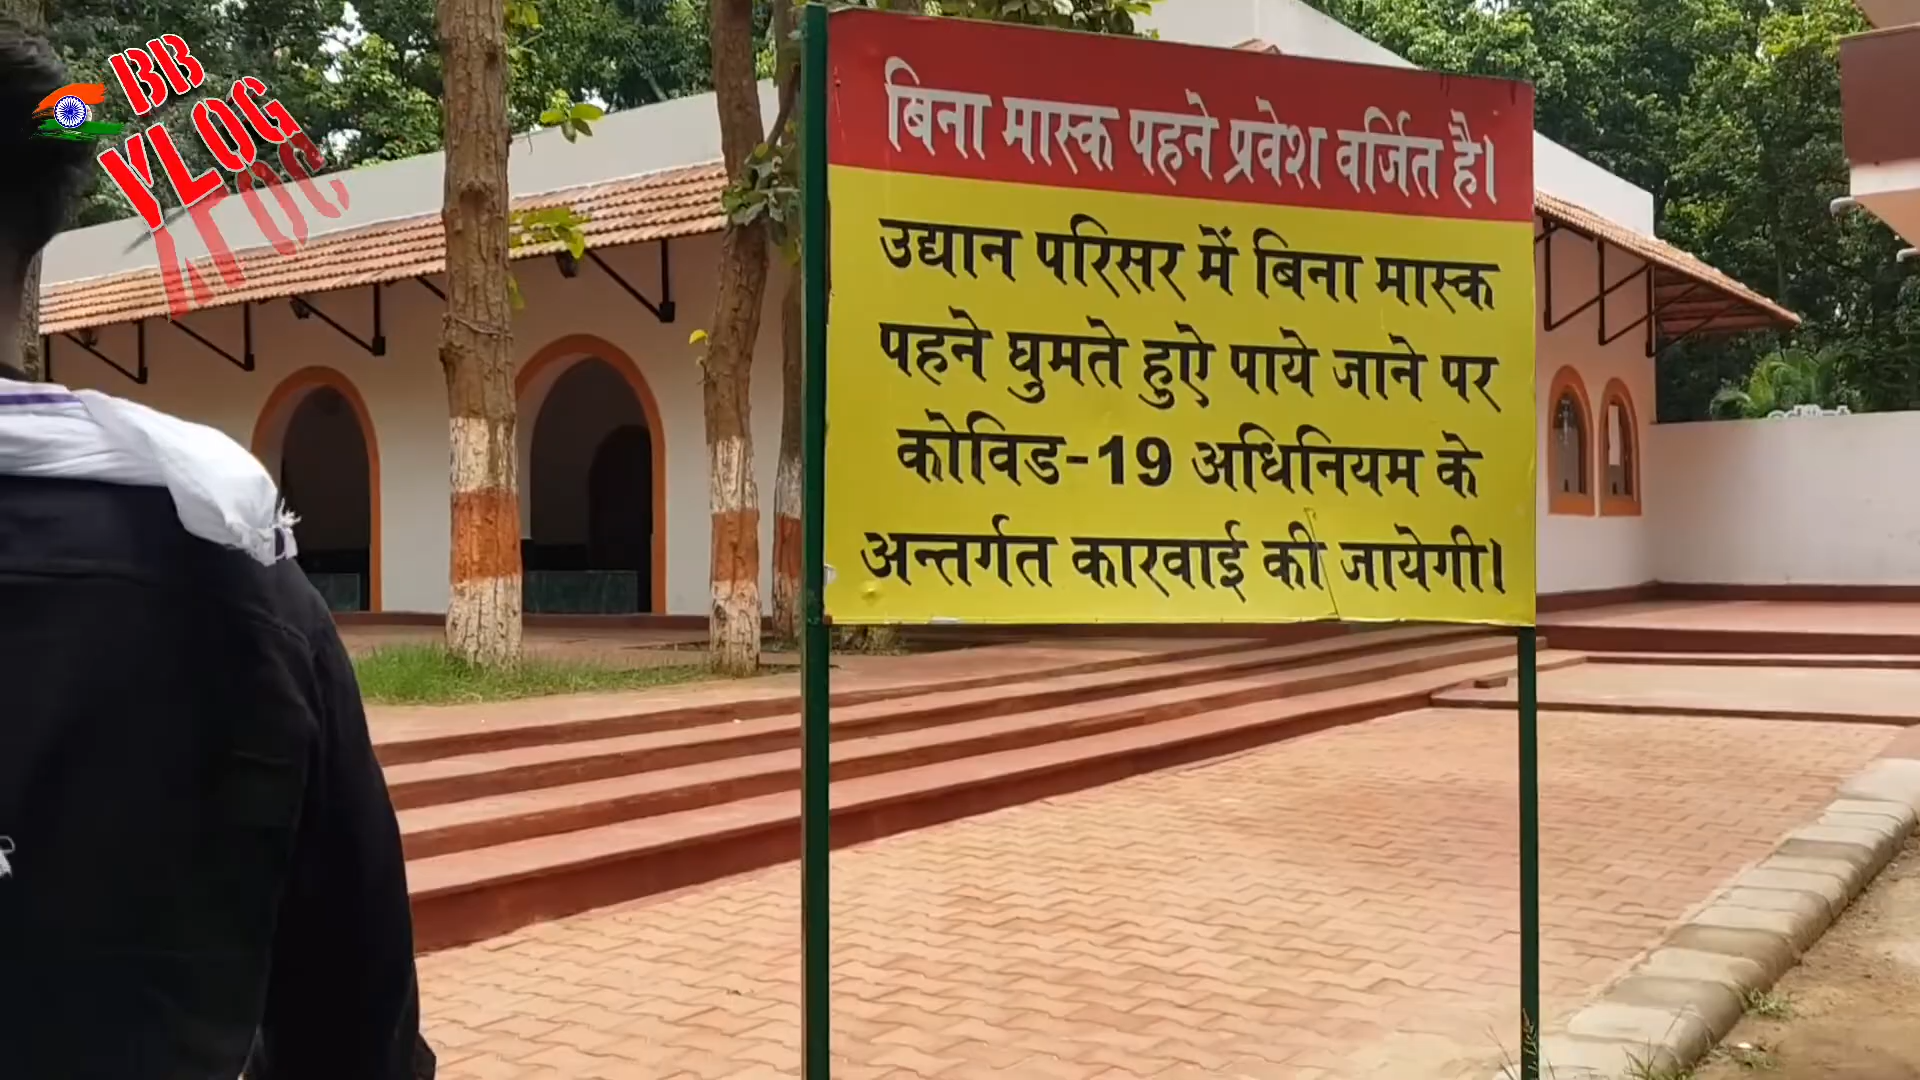 BB
VLOG
बिना मास्क पहने प्रवेश वर्जित है।
उद्यान परिसर में बिना मास्क
पहने घुमते हुऐ पाये जाने पर
कोविड-19 अधिनियम के
अन्तर्गत कारवाई की जायेगी।